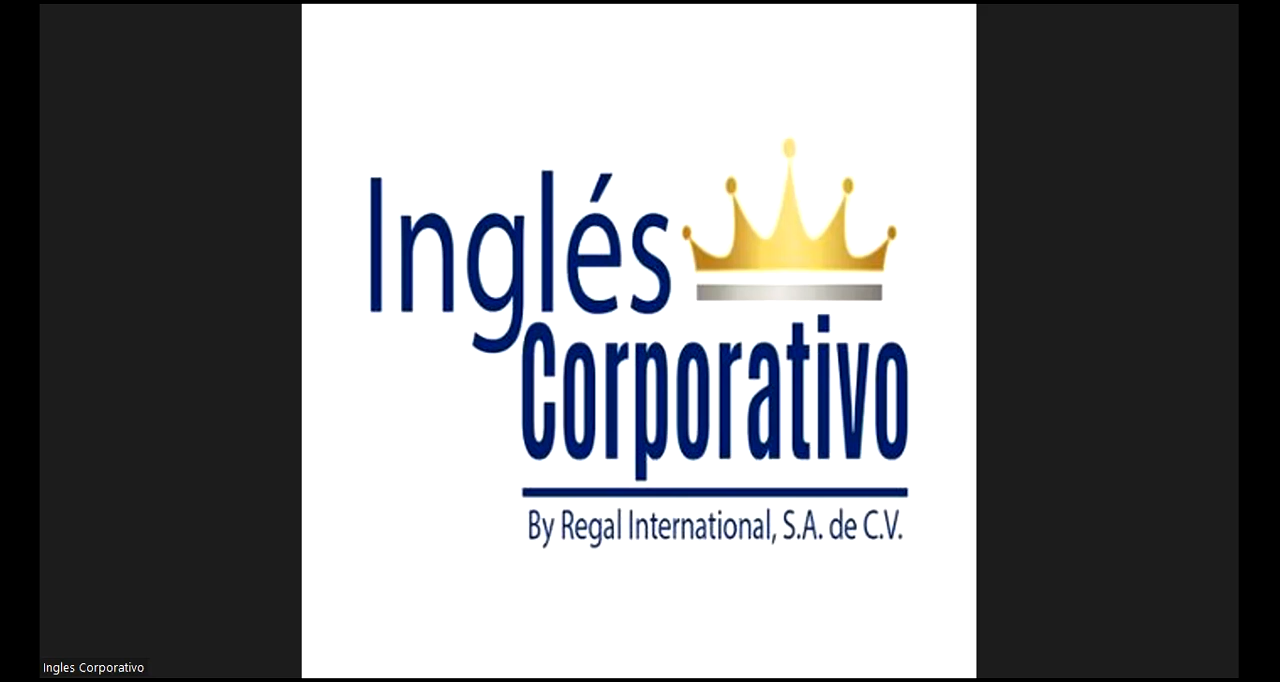 Inglés
Corporativo
By Regal International, S.A. de C.V.
Ingles Corporativo